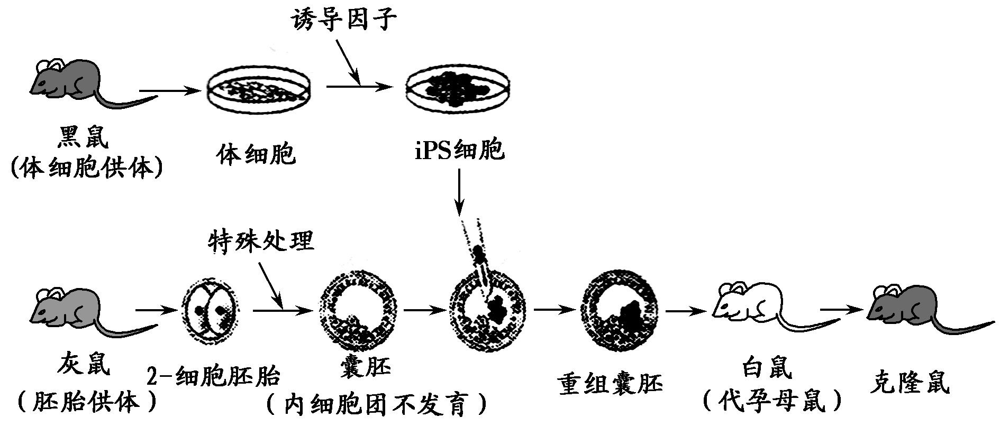 诱导因子
黑鼠
(体细胞供体)
体细胞
iPS细胞
特殊处理
灰鼠
(胚胎供体)
2-细胞胚胎
囊胚
(内细胞团不发育)
重组囊胚
白鼠
(代孕母鼠)
克隆鼠